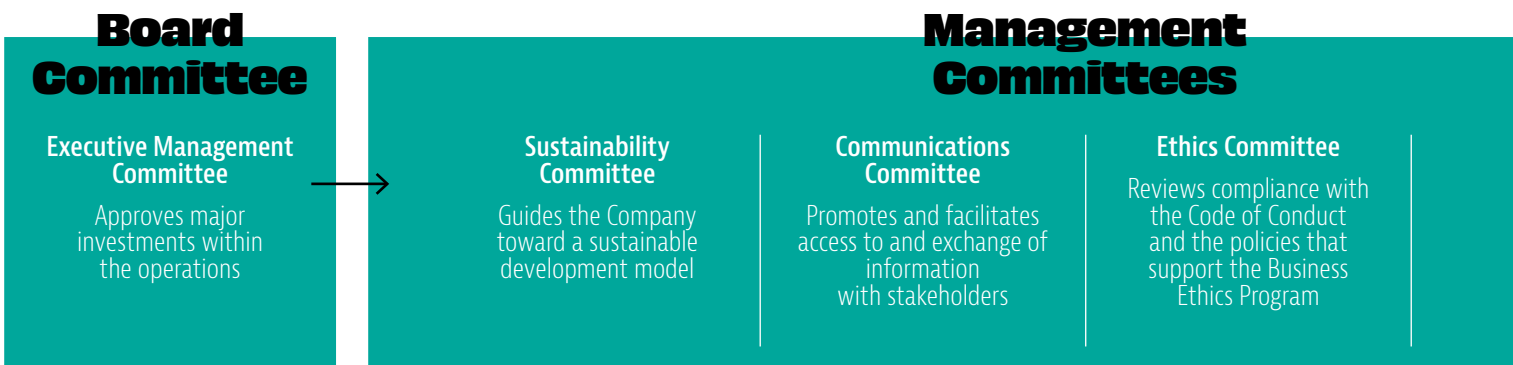 Board
Committee
Executive Management
Committee
Approves major
investments within
the operations
Management
Committees
Sustainability
Committee
Guides the Company
toward a sustainable
development model
Communications
Committee
Promotes and facilitates
access to and exchange of
information
with stakeholders
Ethics Committee
Reviews compliance with
the Code of Conduct
and the policies that
support the Business
Ethics Program